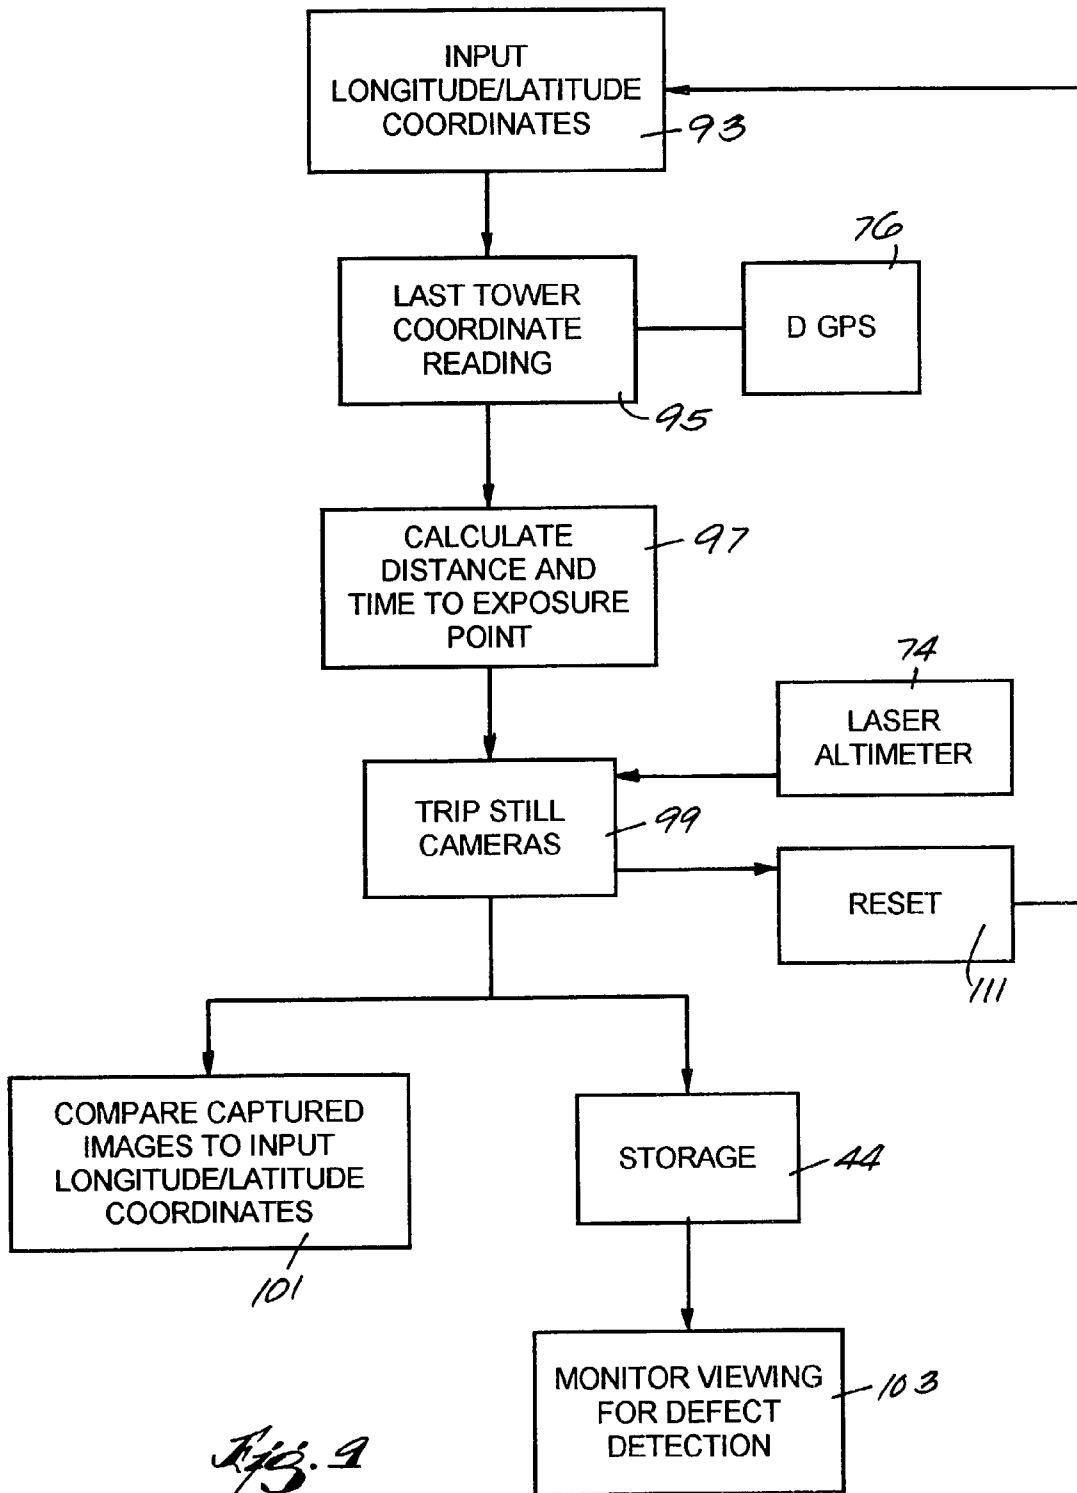 INPUT
LONGITUDE/LATITUDE
COORDINATES
93
76
LAST TOWER
COORDINATE
READING
D GPS
95
CALCULATE
DISTANCE AND
TIME TO EXPOSURE
POINT
97
74
LASER
ALTIMETER
TRIP STILL
CAMERAS
99
RESET
111
COMPARE CAPTURED
IMAGES TO INPUT
LONGITUDE/LATITUDE
COORDINATES
101
STORAGE
44
MONITOR VIEWING
FOR DEFECT
DETECTION
103
Fig. 9